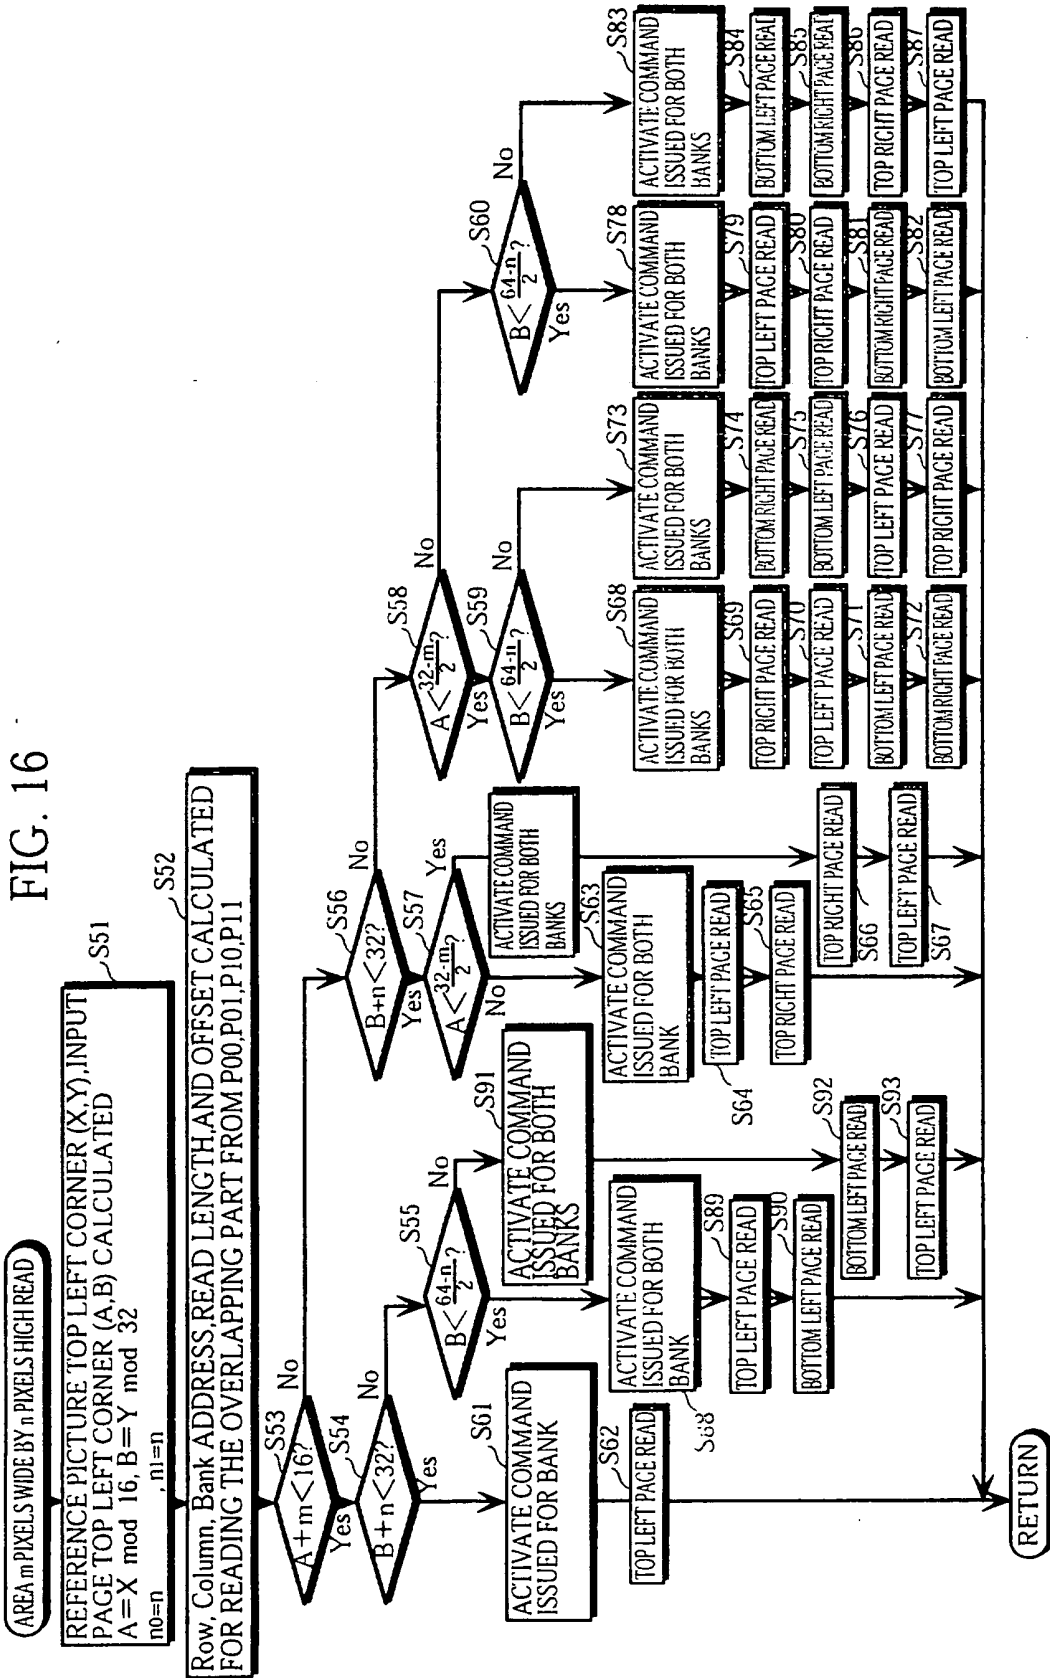 FIG. 16
AREA m PIXELS WIDE BY n PIXELS HIGH READ
S51
REFERENCE PICTURE TOP LEFT CORNER (X,Y),INPUT
PAGE TOP LEFT CORNER (A,B) CALCULATED
A=X mod 16, B=Y mod 32
n0=n ,n1=n
S52
Row, Column, Bank ADDRESS,READ LENGTH,AND OFFSET CALCULATED
FOR READING THE OVERLAPPING PART FROM P00,P01,P10,P11
S53
A+m<16?
No
Yes
S54
B+n<32?
No
Yes
S55
B<64-n/2?
No
Yes
S56
B+n<32?
No
Yes
S57
A<32-m/2?
Yes
No
S58
A<32-m/2?
No
Yes
S59
B<64-n/2?
No
Yes
S60
B<64-n/2?
No
Yes
S61
ACTIVATE COMMAND
ISSUED FOR BANK
S62
TOP LEFT PAGE READ
S88
ACTIVATE COMMAND
ISSUED FOR BOTH
BANK
S89
TOP LEFT PAGE READ
S90
BOTTOM LEFT PAGE READ
S91
ACTIVATE COMMAND
ISSUED FOR BOTH
BANKS
S92
BOTTOM LEFT PAGE READ
S93
TOP LEFT PAGE READ
S63
ACTIVATE COMMAND
ISSUED FOR BOTH
BANK
S64
TOP LEFT PAGE READ
S65
TOP RIGHT PAGE READ
ACTIVATE COMMAND
ISSUED FOR BOTH
BANKS
TOP RIGHT PAGE READ
S66
TOP LEFT PAGE READ
S67
S68
ACTIVATE COMMAND
ISSUED FOR BOTH
BANKS
S69
TOP RIGHT PAGE READ
S70
TOP LEFT PAGE READ
S71
BOTTOM LEFT PAGE READ
S72
BOTTOM RIGHT PAGE READ
S73
ACTIVATE COMMAND
ISSUED FOR BOTH
BANKS
S74
BOTTOM RIGHT PAGE READ
S75
BOTTOM LEFT PAGE READ
S76
TOP LEFT PAGE READ
S77
TOP RIGHT PAGE READ
S78
ACTIVATE COMMAND
ISSUED FOR BOTH
BANKS
S79
TOP LEFT PAGE READ
S80
TOP RIGHT PAGE READ
S81
BOTTOM RIGHT PAGE READ
S82
BOTTOM LEFT PAGE READ
S83
ACTIVATE COMMAND
ISSUED FOR BOTH
BANKS
S84
BOTTOM LEFT PAGE READ
S85
BOTTOM RIGHT PAGE READ
S86
TOP RIGHT PAGE READ
S87
TOP LEFT PAGE READ
RETURN